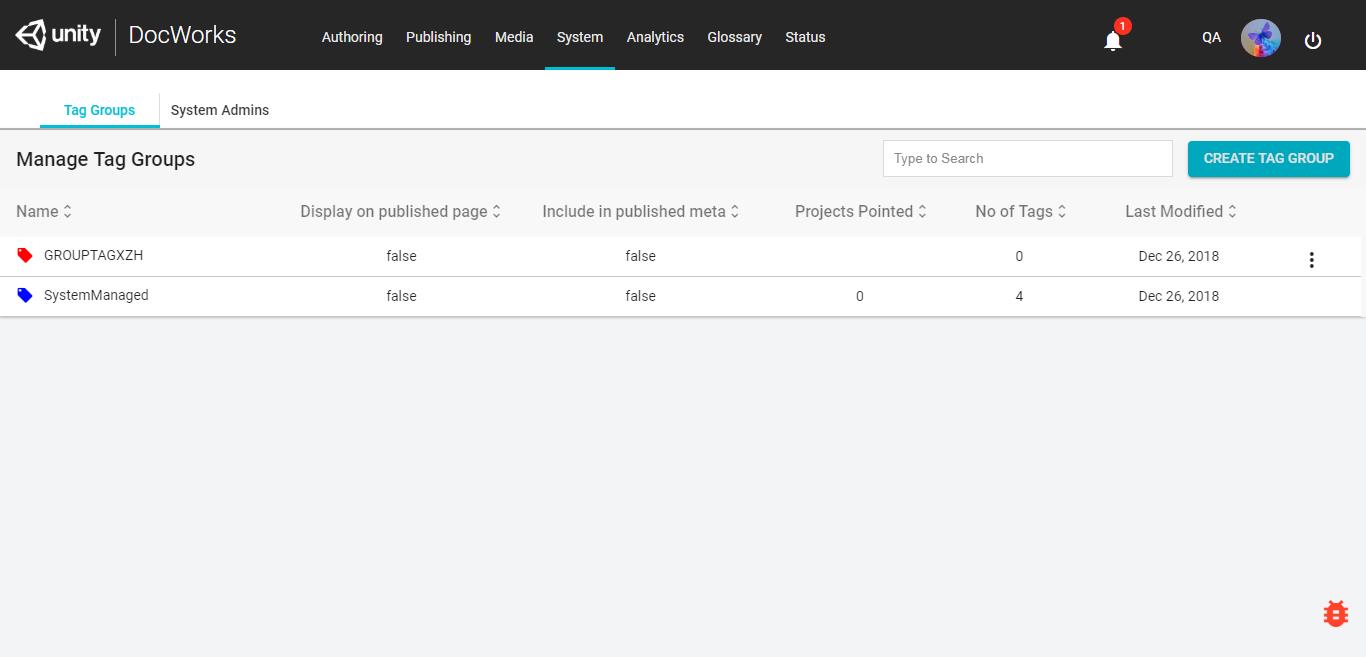 unity DocWorks Authoring Publishing Media System Analytics Glossary Status 1 QA
Tag Groups System Admins
Manage Tag Groups Type to Search CREATE TAG GROUP
Name Display on published page Include in published meta Projects Pointed No of Tags Last Modified
GROUPTAGXZH false false 0 Dec 26, 2018
SystemManaged false false 0 4 Dec 26, 2018